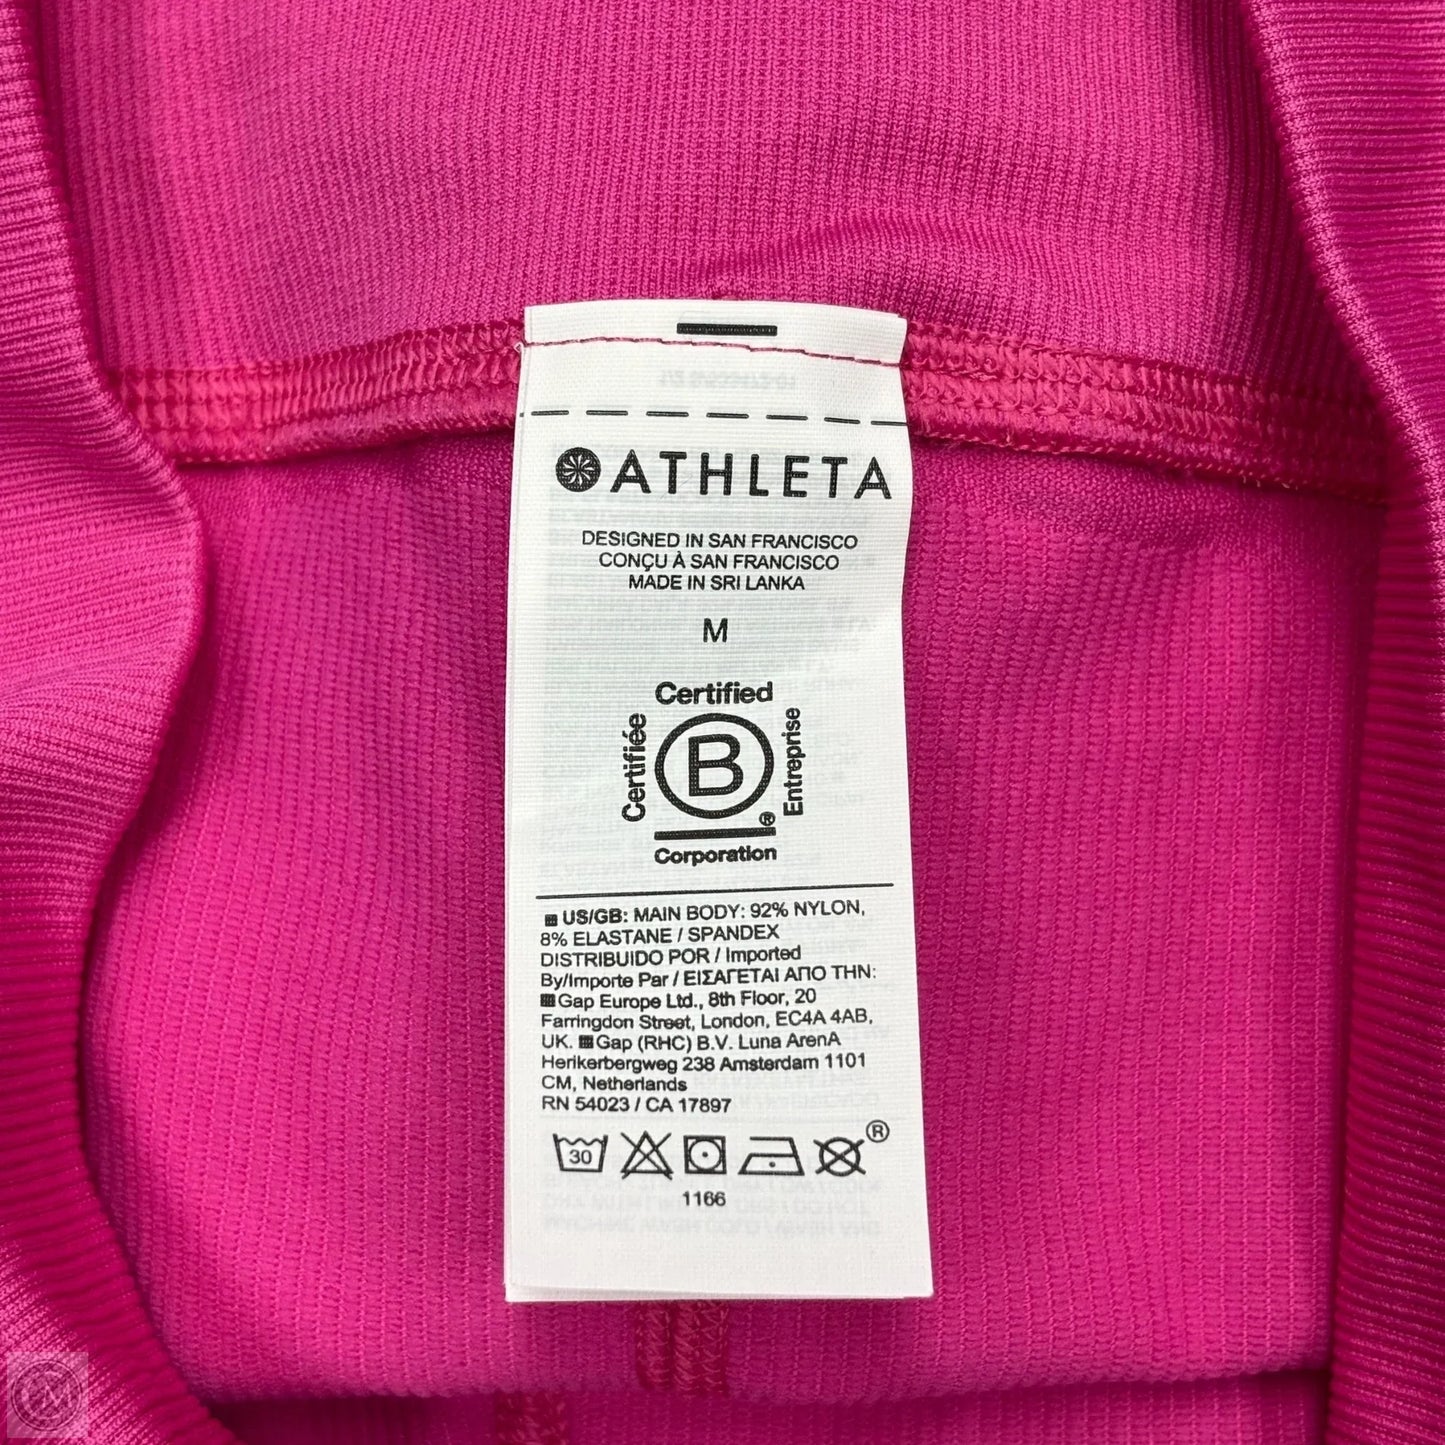 ATHLETA
DESIGNED IN SAN FRANCISCO
CONÇU À SAN FRANCISCO
MADE IN SRI LANKA
M
Certified
Certifiée
B
Entreprise
®
Corporation
US/GB: MAIN BODY: 92% NYLON,
8% ELASTANE / SPANDEX
DISTRIBUIDO POR / Imported
By/Importe Par / ΕΙΣΑΓΕΤΑΙ ΑΠΟ ΤΗΝ:
Gap Europe Ltd., 8th Floor, 20
Farringdon Street, London, EC4A 4AB,
UK. Gap (RHC) B.V. Luna ArenA
Herikerbergweg 238 Amsterdam 1101
CM, Netherlands
RN 54023 / CA 17897
30
®
1166